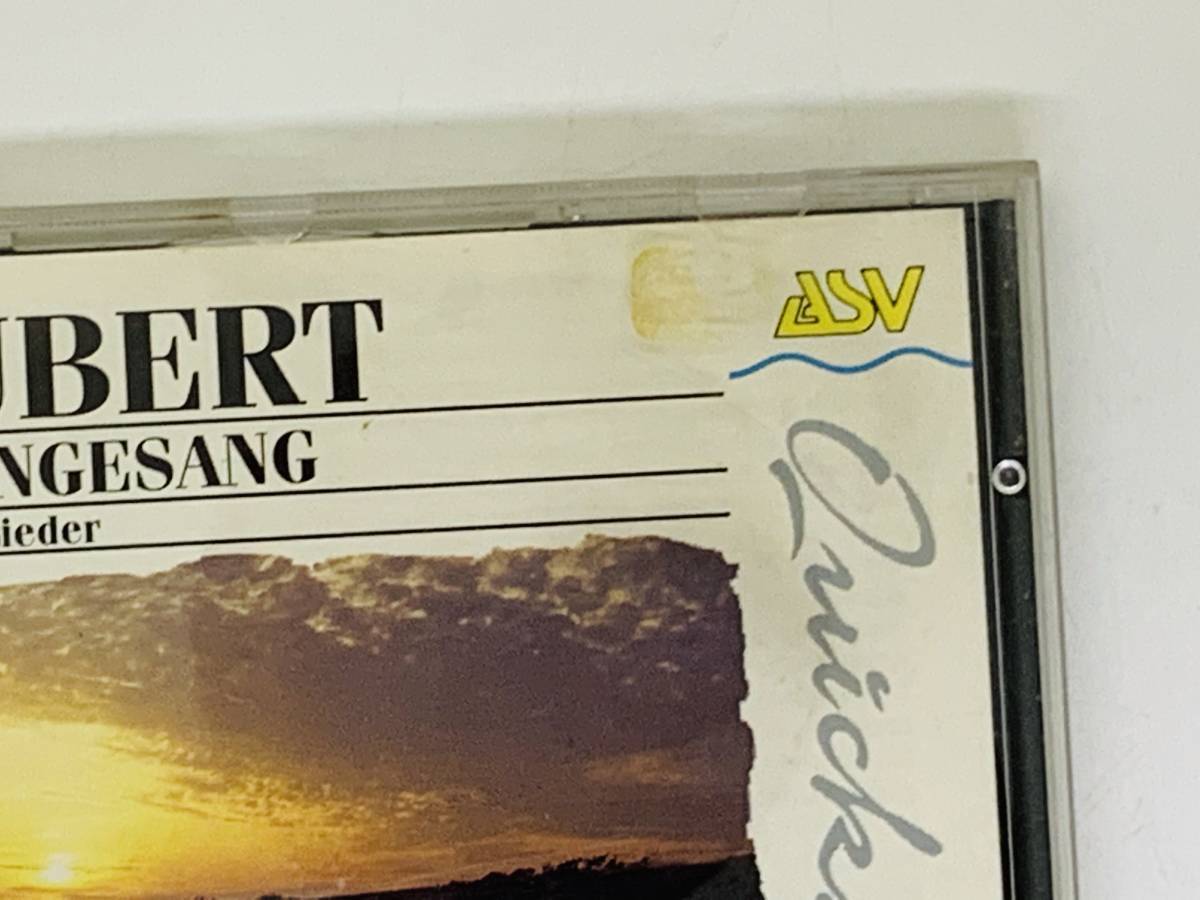 UBERT
NGESANG
ieder
ASV
Quick